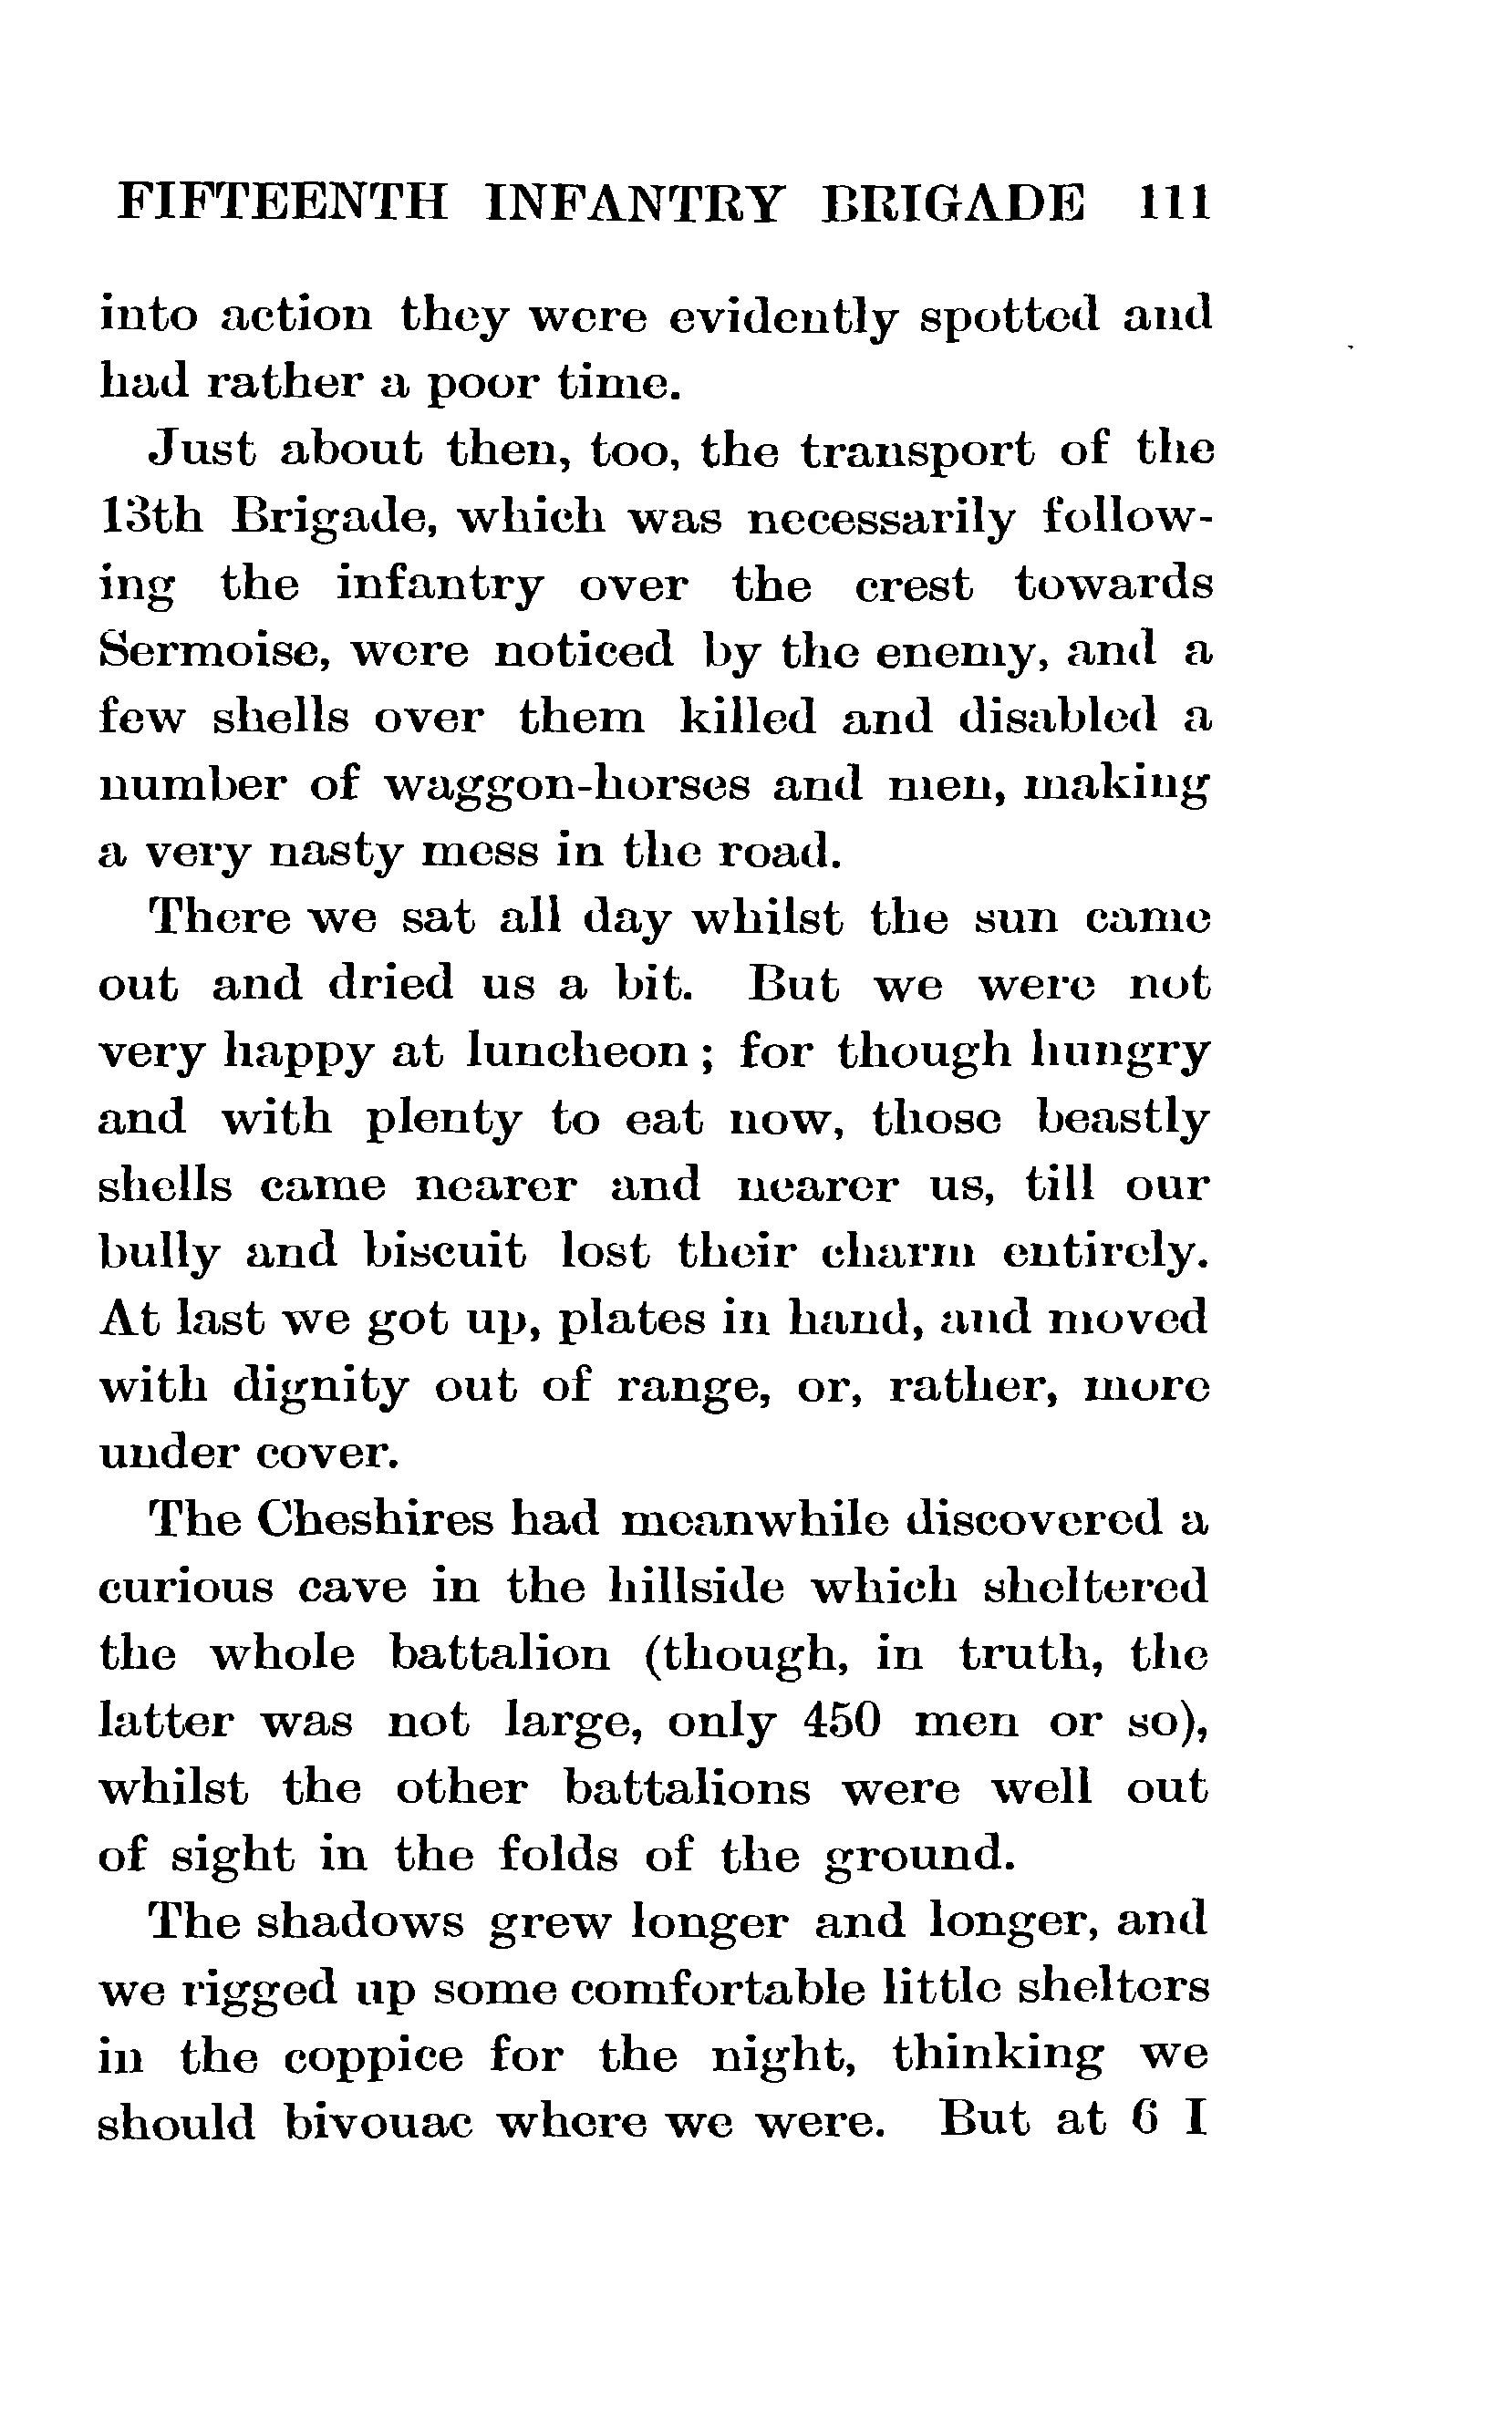 FIFTEENTH INFANTRY BRIGADE 111
into action they were evidently spotted and
had rather a poor time.
Just about then, too, the transport of the
13th Brigade, which was necessarily follow-
ing the infantry over the crest towards
Sermoise, were noticed by the enemy, and a
few shells over them killed and disabled a
number of waggon-horses and men, making
a very nasty mess in the road.
There we sat all day whilst the sun came
out and dried us a bit. But we were not
very happy at luncheon; for though hungry
and with plenty to eat now, those beastly
shells came nearer and nearer us, till our
bully and biscuit lost their charm entirely.
At last we got up, plates in hand, and moved
with dignity out of range, or, rather, more
under cover.
The Cheshires had meanwhile discovered a
curious cave in the hillside which sheltered
the whole battalion (though, in truth, the
latter was not large, only 450 men or so),
whilst the other battalions were well out
of sight in the folds of the ground.
The shadows grew longer and longer, and
we rigged up some comfortable little shelters
in the coppice for the night, thinking we
should bivouac where we were. But at 6 I